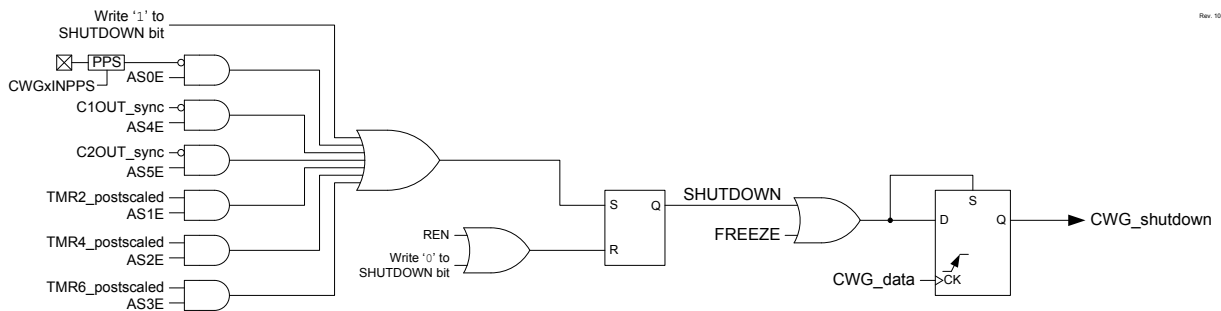 Write ‘1’ to
SHUTDOWN bit
Rev. 10
PPS
AS0E
CWGxINPPS
C1OUT_sync
AS4E
C2OUT_sync
AS5E
TMR2_postscaled
AS1E
TMR4_postscaled
AS2E
TMR6_postscaled
AS3E
S
Q
R
REN
Write ‘0’ to
SHUTDOWN bit
SHUTDOWN
FREEZE
S
D
Q
CWG_data
CK
CWG_shutdown